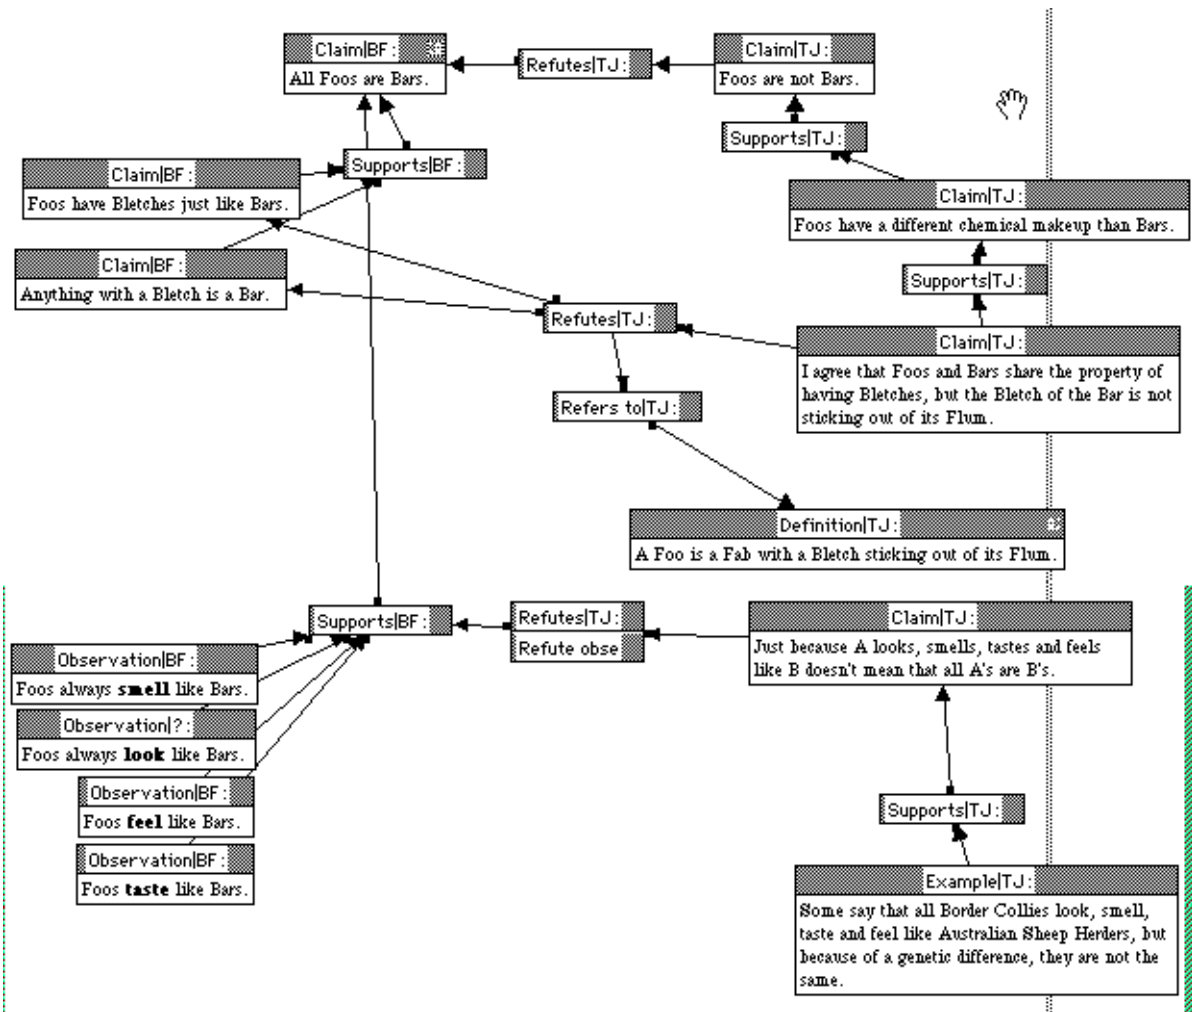 Claim|BF:
All Foos are Bars.
Refutes|TJ:
Claim|TJ:
Foos are not Bars.
Supports|TJ:
Supports|BF:
Claim|BF:
Foos have Bletches just like Bars.
Claim|TJ:
Foos have a different chemical makeup than Bars.
Claim|BF:
Anything with a Bletch is a Bar.
Supports|TJ:
Refutes|TJ:
Claim|TJ:
I agree that Foos and Bars share the property of
having Bletches, but the Bletch of the Bar is not
sticking out of its Flum.
Refers to|TJ:
Definition|TJ:
A Foo is a Fab with a Bletch sticking out of its Flum.
Supports|BF:
Refutes|TJ:
Refute obse
Claim|TJ:
Just because A looks, smells, tastes and feels
like B doesn't mean that all A's are B's.
Observation|BF:
Foos always smell like Bars.
Observation|?:
Foos always look like Bars.
Observation|BF:
Foos feel like Bars.
Observation|BF:
Foos taste like Bars.
Supports|TJ:
Example|TJ:
Some say that all Border Collies look, smell,
taste and feel like Australian Sheep Herders, but
because of a genetic difference, they are not the
same.